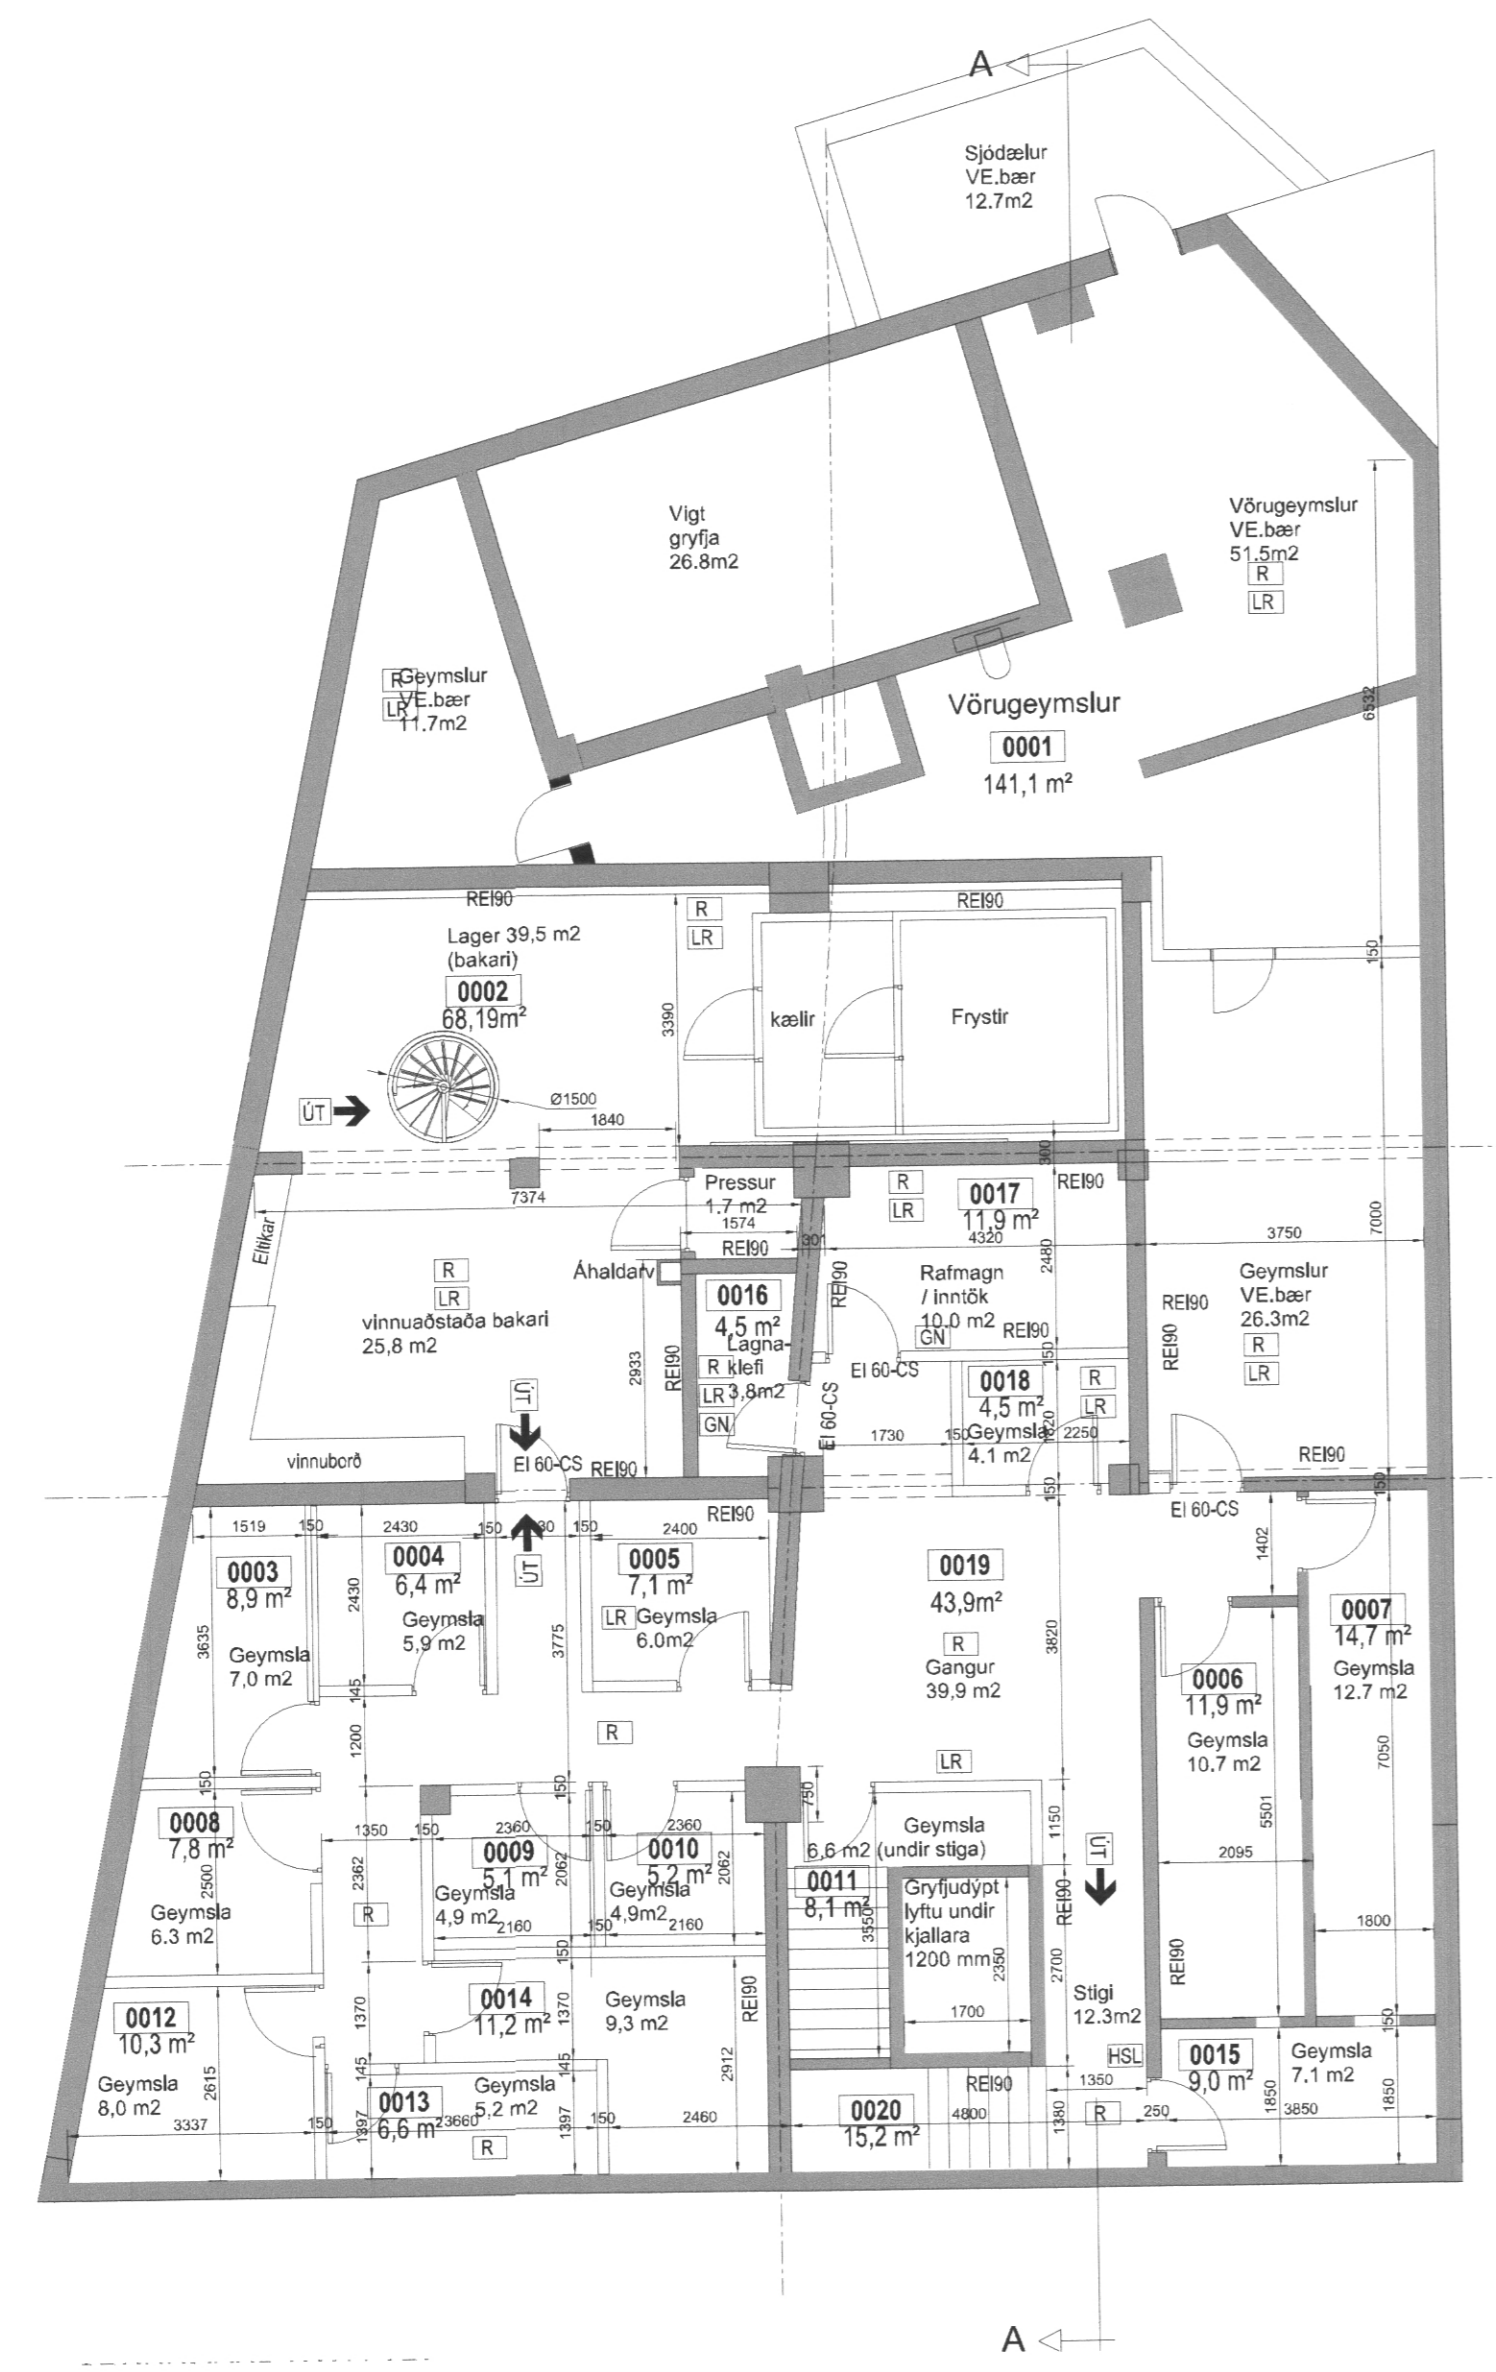 A
Sjódælur
VE.bær
12.7m2
Vigt
gryfja
26.8m2
Vörugeymslur
VE.bær
51.5m2
R
LR
Geymslur
VE.bær
11.7m2
R
LR
Vörugeymslur
0001
141,1 m²
6532
REI90
REI90
R
LR
Lager 39,5 m2
(bakari)
0002
68,19m²
3390
kælir
Frystir
150
ÚT
Ø1500
1840
300
7374
Pressur
1.7 m2
1574
REI90
R
LR
0017
11,9 m²
REI90
301
4320
2480
3750
7000
Eltikar
R
LR
vinnuaðstaða bakari
25,8 m2
Áhaldarv
0016
4,5 m²
Lagna-
klefi
3,8m2
R
LR
GN
REI90
2933
REI90
Rafmagn
/ inntök
10.0 m2
GN
REI90
EI 60-CS
EI 60-CS
150
0018
4,5 m²
Geymsla
4.1 m2
R
LR
1820
1730
150
2250
Geymslur
VE.bær
26.3m2
R
LR
REI90
REI90
REI90
vinnuborð
ÚT
EI 60-CS
REI90
150
EI 60-CS
150
1519
150
2430
150
30
150
2400
REI90
ÚT
0003
8,9 m²
Geymsla
7,0 m2
3635
0004
6,4 m²
Geymsla
5,9 m2
2430
3775
0005
7,1 m²
LR
Geymsla
6.0m2
0019
43,9m²
R
Gangur
39,9 m2
LR
3820
1402
0006
11,9 m²
Geymsla
10.7 m2
0007
14,7 m²
Geymsla
12.7 m2
145
1200
R
150
150
750
7050
5501
0008
7,8 m²
2500
Geymsla
6.3 m2
1350
150
2360
150
2360
2362
R
0009
5,1 m²
Geymsla
4,9 m2
2062
2160
150
0010
5,2 m²
Geymsla
4,9m2
2062
2160
150
Geymsla
6,6 m2 (undir stiga)
0011
8,1 m²
3550
Gryfjudýpt
lyftu undir
kjallara
1200 mm
2350
1700
1150
REI90
2700
ÚT
2095
1800
REI90
Stigi
12.3m2
HSL
150
0012
10,3 m²
Geymsla
8,0 m2
2615
3337
1370
0014
11,2 m²
1370
Geymsla
9,3 m2
REI90
145
145
2912
0013
6,6 m²
Geymsla
5,2 m2
1397
1397
150
23660
150
2460
R
REI90
0020
15,2 m²
4800
1350
1380
R
0015
9,0 m²
Geymsla
7.1 m2
250
1850
3850
1850
A